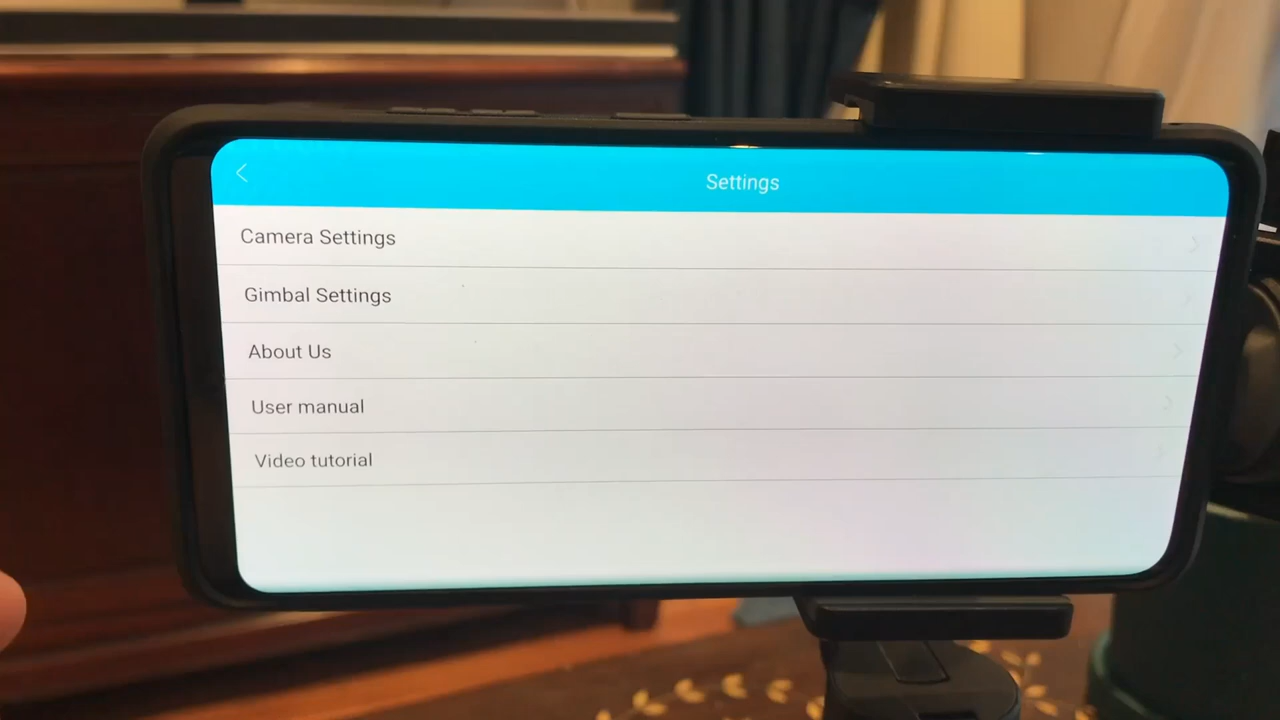 Settings
Camera Settings
Gimbal Settings
About Us
User manual
Video tutorial